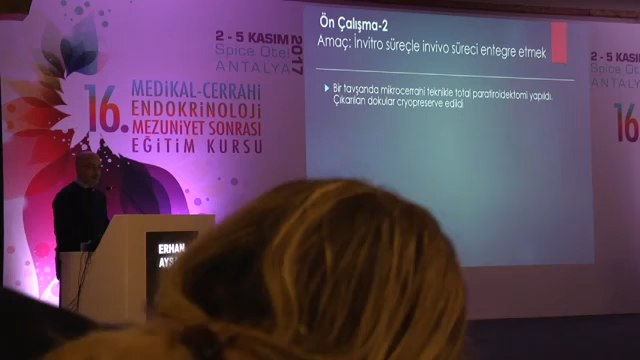 2 - 5 KASIM
Spice Otel
ANTALYA
2017
16.
MEDİKAL-CERRAHİ
ENDOKRİNOLOJİ
MEZUNİYET SONRASI
EĞİTİM KURSU
Ön Çalışma-2
Amaç: İnvitro süreçle invivo süreci entegre etmek
Bir tavşanda mikrocerrahi teknikle total paratiroidektomi yapıldı.
Çıkarılan dokular cryopreserve edildi
ERHAN
2 - 5 KASIM
Spice Otel
ANTALYA
16